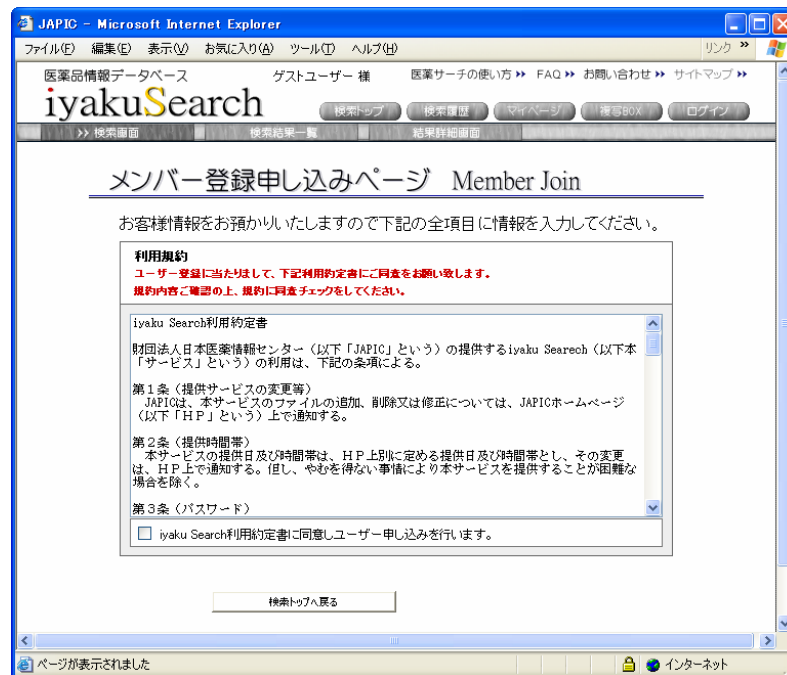 JAPIC - Microsoft Internet Explorer
ファイル(F) 編集(E) 表示(V) お気に入り(A) ツール(T) ヘルプ(H) リンク »
医薬品情報データベース ゲストユーザー 様 医薬サーチの使い方 ›› FAQ ›› お問い合わせ ›› サイトマップ ››
iyakuSearch
検索トップ 検索履歴 マイページ 複写BOX ログイン
›› 検索画面 検索結果一覧 結果詳細画面
メンバー登録申し込みページ Member Join
お客様情報をお預かりいたしますので下記の全項目に情報を入力してください。
利用規約
ユーザー登録に当たりまして、下記利用約定書にご同意をお願い致します。
規約内容ご確認の上、規約に同意チェックをしてください。
iyaku Search利用約定書
財団法人日本医薬情報センター（以下「JAPIC」という）の提供するiyaku Searech（以下本
「サービス」という）の利用は、下記の条項による。
第１条（提供サービスの変更等）
JAPICは、本サービスのファイルの追加、削除又は修正については、JAPICホームページ
（以下「ＨＰ」という）上で通知する。
第２条（提供時間帯）
本サービスの提供日及び時間帯は、ＨＰ上別に定める提供日及び時間帯とし、その変更
は、ＨＰ上で通知する。但し、やむを得ない事情により本サービスを提供することが困難な
場合を除く。
第３条（パスワード）
iyaku Search利用約定書に同意しユーザー申し込みを行います。
検索トップへ戻る
ページが表示されました インターネット